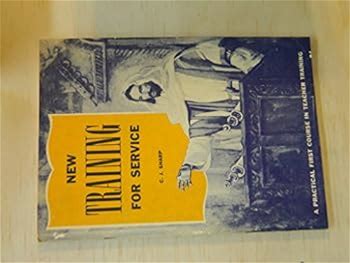 NEW
TRAINING
FOR SERVICE
C. J. SHARP
A PRACTICAL FIRST COURSE IN TEACHER TRAINING